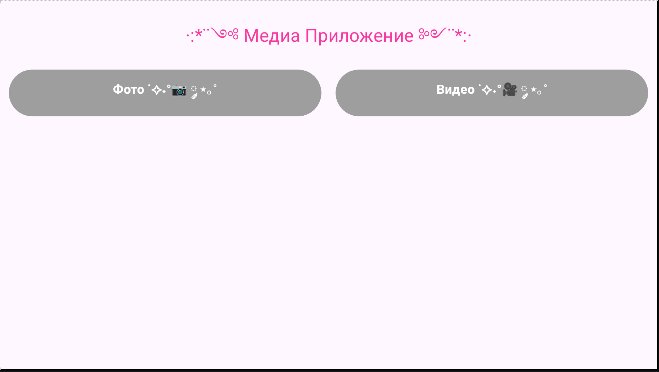 ·:*¨༺ Медиа Приложение ༻¨*:·
Фото ˙✧˖°📷 ༘ ⋆｡˚
Видео ˙✧˖°🎥 ༘ ⋆｡˚